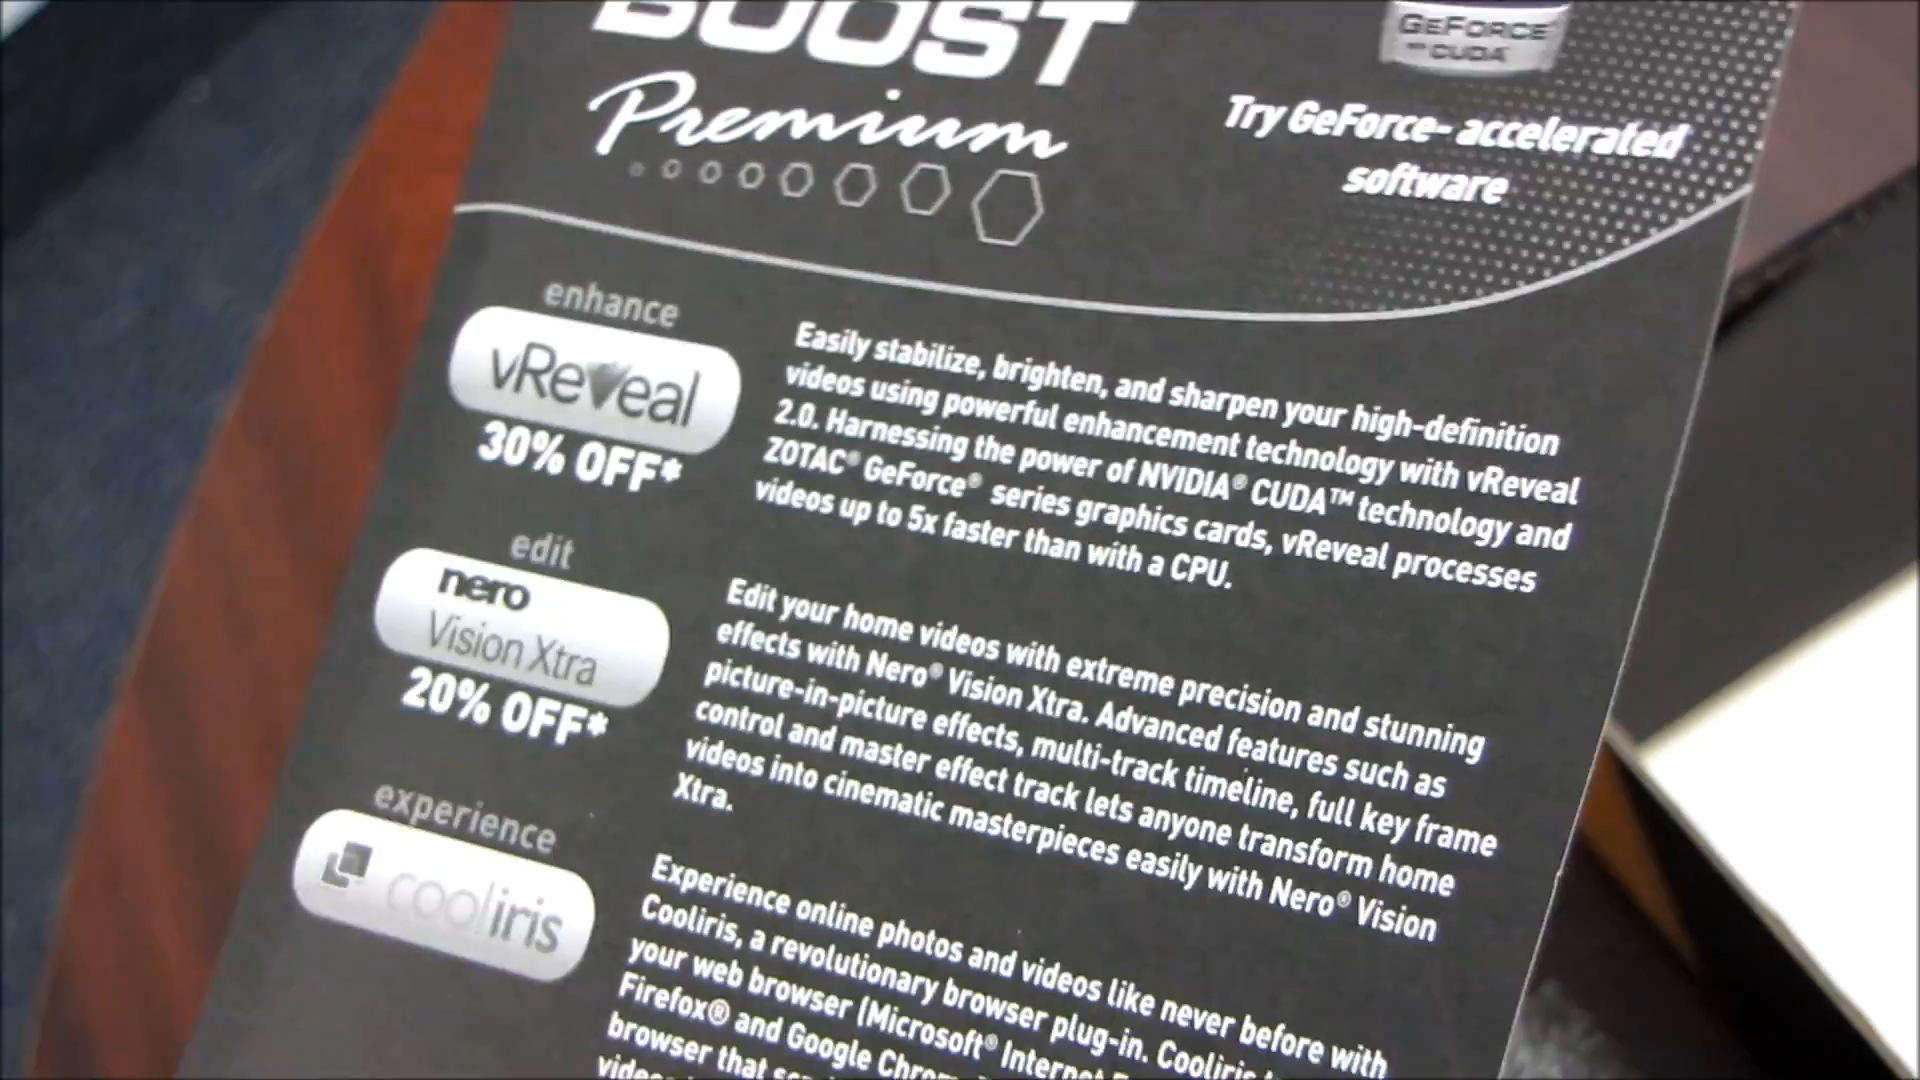 BOOST
Premium
GEFORCE
CUDA
Try GeForce- accelerated
software
enhance
vReveal
30% OFF*
Easily stabilize, brighten, and sharpen your high-definition
videos using powerful enhancement technology with vReveal
2.0. Harnessing the power of NVIDIA® CUDA™ technology and
ZOTAC® GeForce® series graphics cards, vReveal processes
videos up to 5x faster than with a CPU.
edit
nero
Vision Xtra
20% OFF*
Edit your home videos with extreme precision and stunning
effects with Nero® Vision Xtra. Advanced features such as
picture-in-picture effects, multi-track timeline, full key frame
control and master effect track lets anyone transform home
videos into cinematic masterpieces easily with Nero® Vision
Xtra.
experience
cooliris
Experience online photos and videos like never before with
Cooliris, a revolutionary browser plug-in. Cooliris
your web browser (Microsoft® Internet
Firefox® and Google
browser that